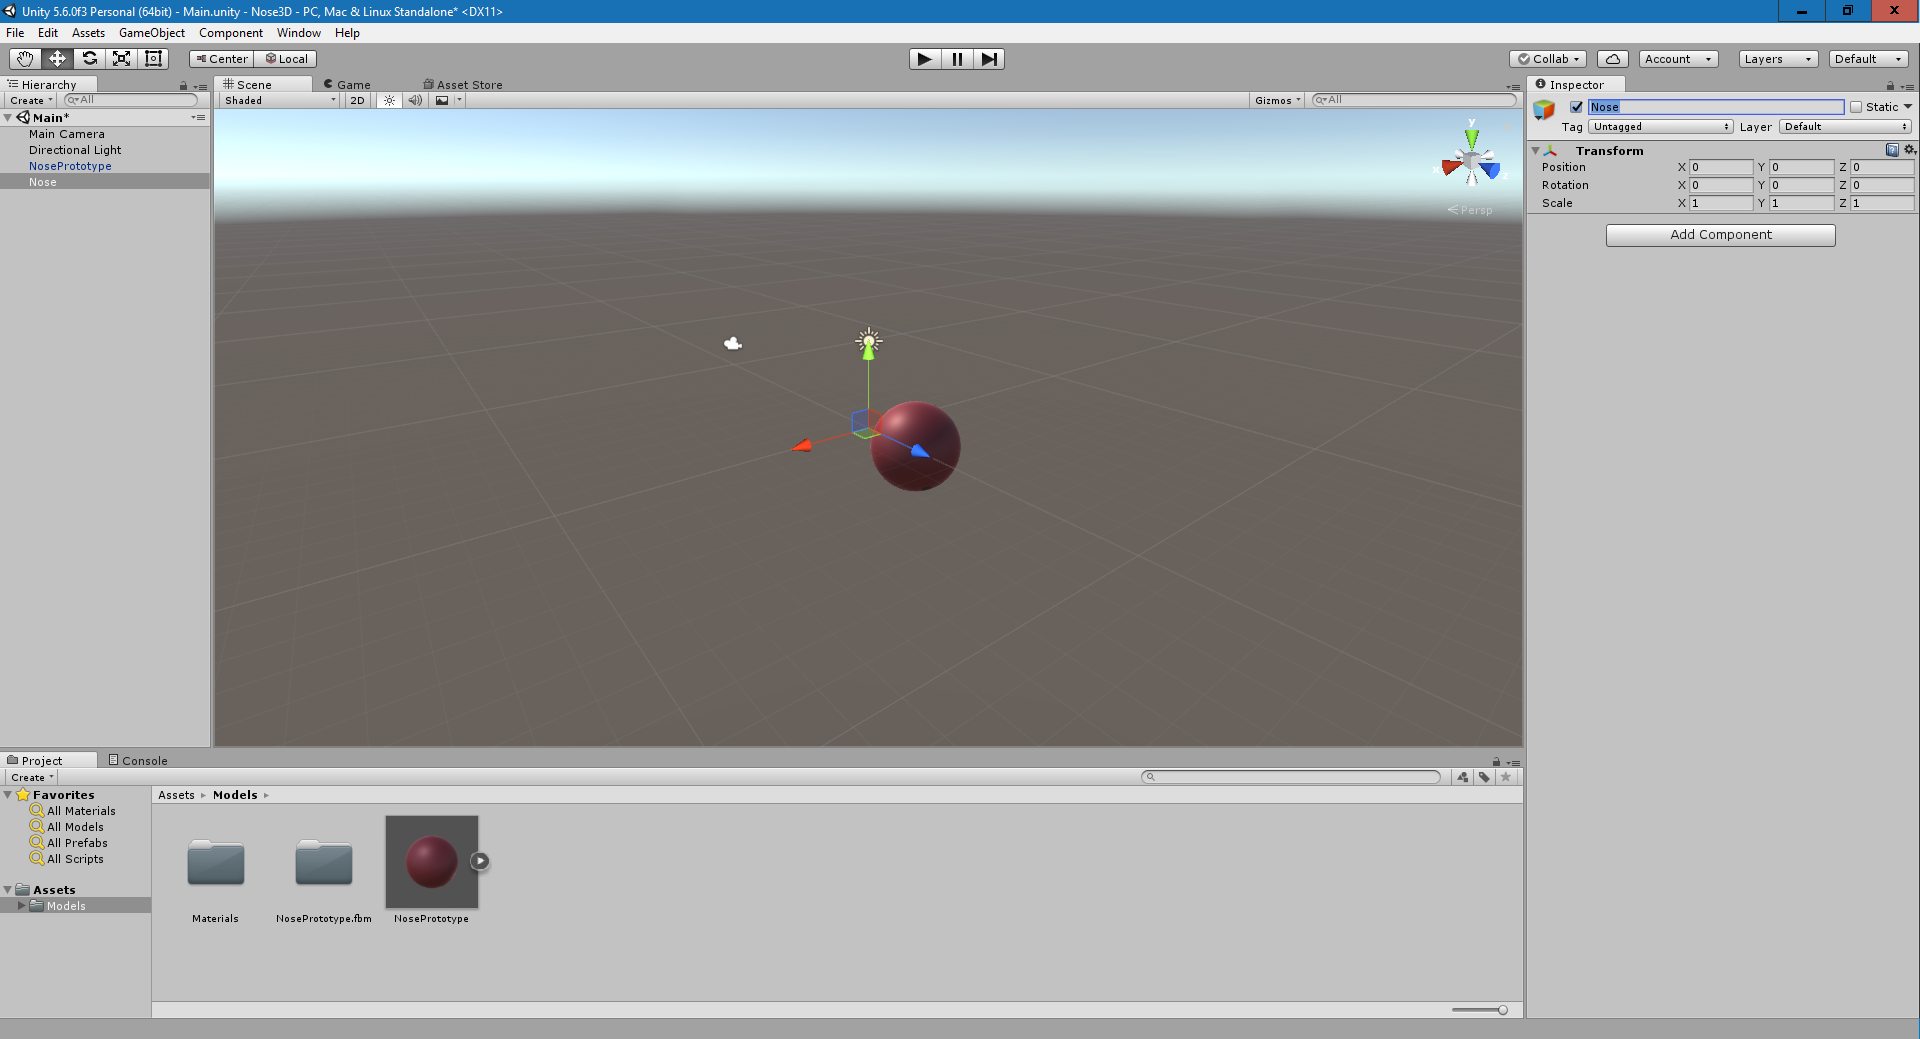 Unity 5.6.0f3 Personal (64bit) - Main.unity - Nose3D - PC, Mac & Linux Standalone* <DX11>
File Edit Assets GameObject Component Window Help
Center Local Collab Account Layers Default
Hierarchy
Create All
Main*
Main Camera
Directional Light
NosePrototype
Nose
Scene Game Asset Store
Shaded 2D Gizmos All
y
x
z
Persp
Inspector
Nose Static
Tag Untagged Layer Default
Transform
Position X 0 Y 0 Z 0
Rotation X 0 Y 0 Z 0
Scale X 1 Y 1 Z 1
Add Component
Project Console
Create
Favorites
All Materials
All Models
All Prefabs
All Scripts
Assets
Models
Assets Models
Materials NosePrototype.fbm NosePrototype